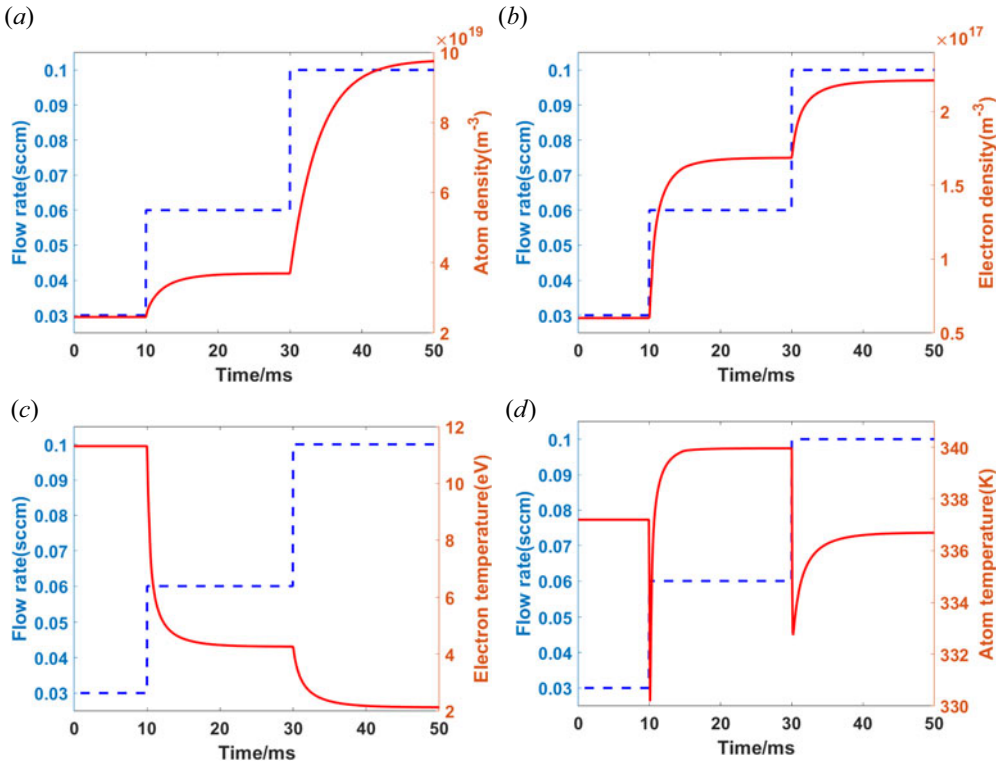 (a)
×10^19
Flow rate(sccm)
0.1
0.09
0.08
0.07
0.06
0.05
0.04
0.03
10
8
6
4
2
Atom density(m^-3)
0 10 20 30 40 50
Time/ms
(b)
×10^17
Flow rate(sccm)
0.1
0.09
0.08
0.07
0.06
0.05
0.04
0.03
2
1.5
1
0.5
Electron density(m^-3)
0 10 20 30 40 50
Time/ms
(c)
Flow rate(sccm)
0.1
0.09
0.08
0.07
0.06
0.05
0.04
0.03
12
10
8
6
4
2
Electron temperature(eV)
0 10 20 30 40 50
Time/ms
(d)
Flow rate(sccm)
0.1
0.09
0.08
0.07
0.06
0.05
0.04
0.03
340
338
336
334
332
330
Atom temperature(K)
0 10 20 30 40 50
Time/ms